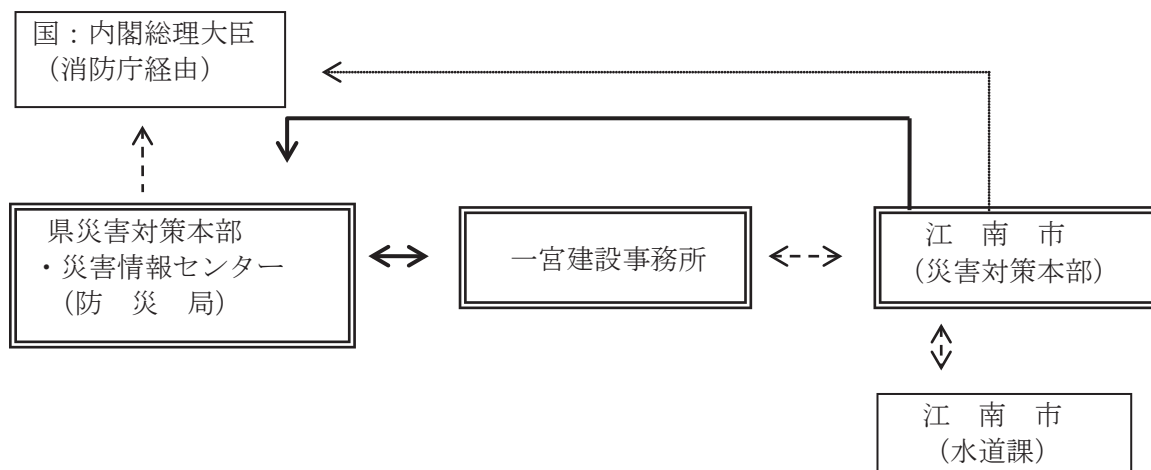 国：内閣総理大臣
（消防庁経由）
県災害対策本部
・災害情報センター
（防　災　局）
一宮建設事務所
江　南　市
（災害対策本部）
江　南　市
（水道課）